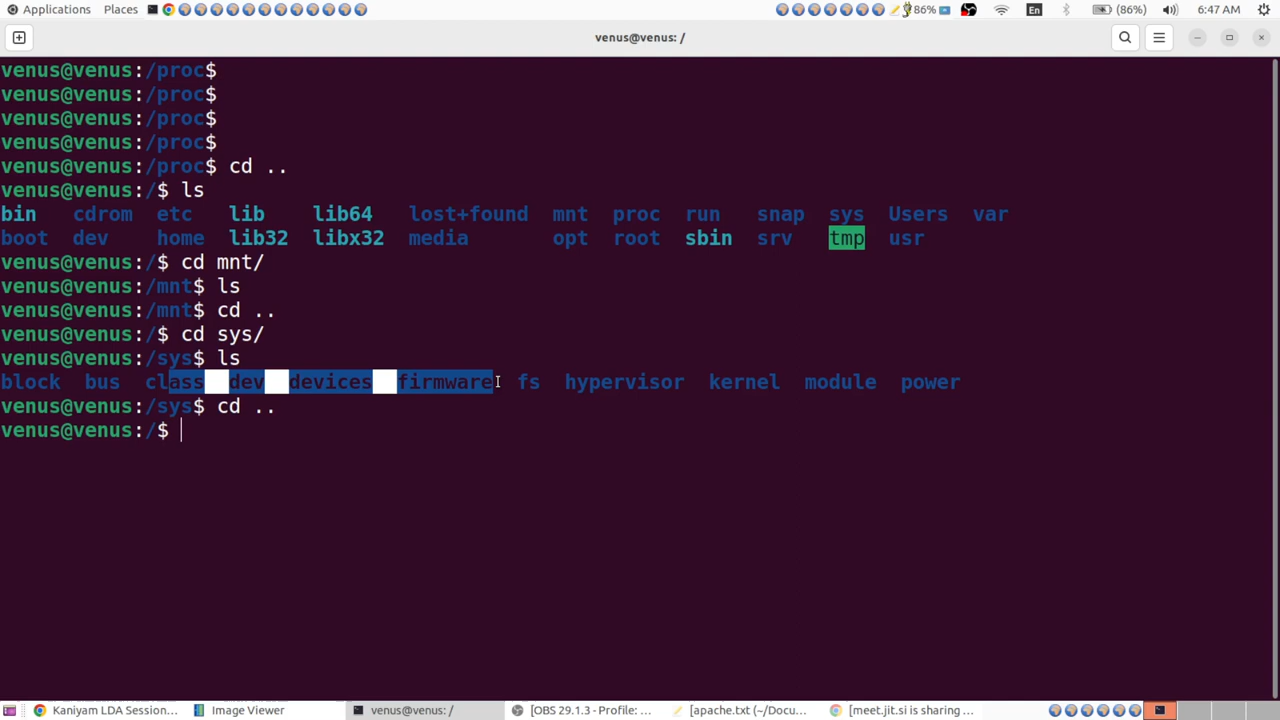 Applications Places 86% En (86%) 6:47 AM
venus@venus: /
venus@venus:/proc$
venus@venus:/proc$
venus@venus:/proc$
venus@venus:/proc$
venus@venus:/proc$ cd ..
venus@venus:/$ ls
bin cdrom etc lib lib64 lost+found mnt proc run snap sys Users var
boot dev home lib32 libx32 media opt root sbin srv tmp usr
venus@venus:/$ cd mnt/
venus@venus:/mnt$ ls
venus@venus:/mnt$ cd ..
venus@venus:/$ cd sys/
venus@venus:/sys$ ls
block bus class dev devices firmware fs hypervisor kernel module power
venus@venus:/sys$ cd ..
venus@venus:/$
Kaniyam LDA Session... Image Viewer venus@venus: / [OBS 29.1.3 - Profile: ... [apache.txt (~/Docu... [meet.jit.si is sharing ...